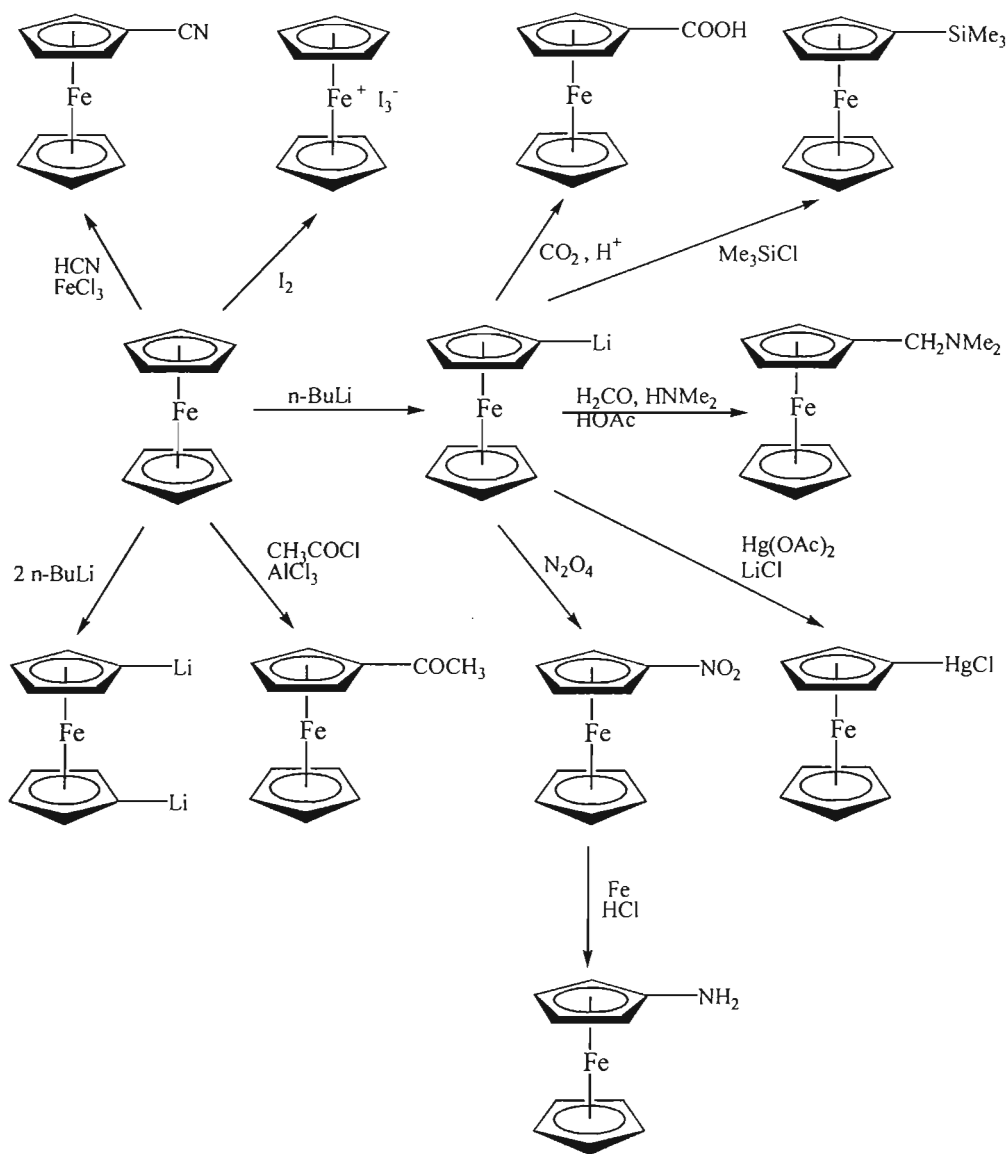 CN
COOH
SiMe3
Fe
Fe+ I3-
Fe
Fe
HCN
FeCl3
I2
CO2 , H+
Me3SiCl
Li
CH2NMe2
Fe
n-BuLi
Fe
H2CO, HNMe2
HOAc
Fe
2 n-BuLi
CH3COCl
AlCl3
N2O4
Hg(OAc)2
LiCl
Li
COCH3
NO2
HgCl
Fe
Fe
Fe
Fe
Li
Fe
HCl
NH2
Fe